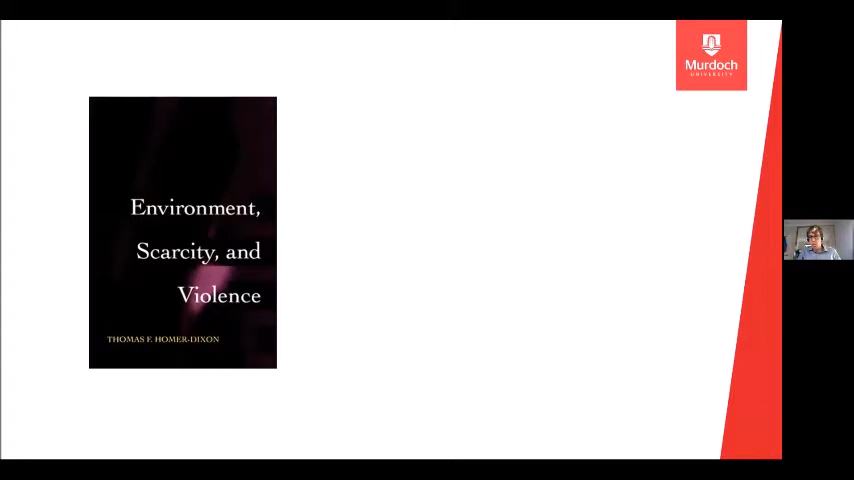 Murdoch
UNIVERSITY
Environment,
Scarcity, and
Violence
THOMAS F. HOMER-DIXON